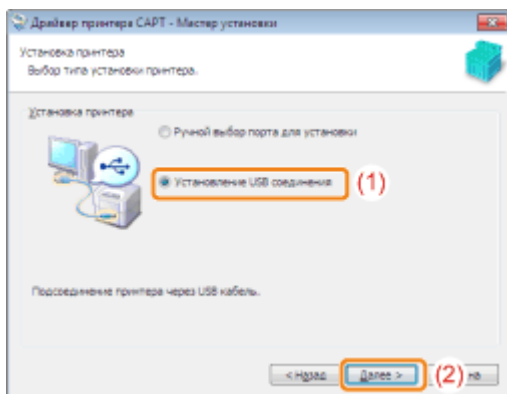 Драйвер принтера CAPT - Мастер установки
Установка принтера
Выбор типа установки принтера.
Установка принтера
Ручной выбор порта для установки
Установление USB соединения
(1)
Подсоединение принтера через USB кабель.
< Назад
Далее >
(2)
на